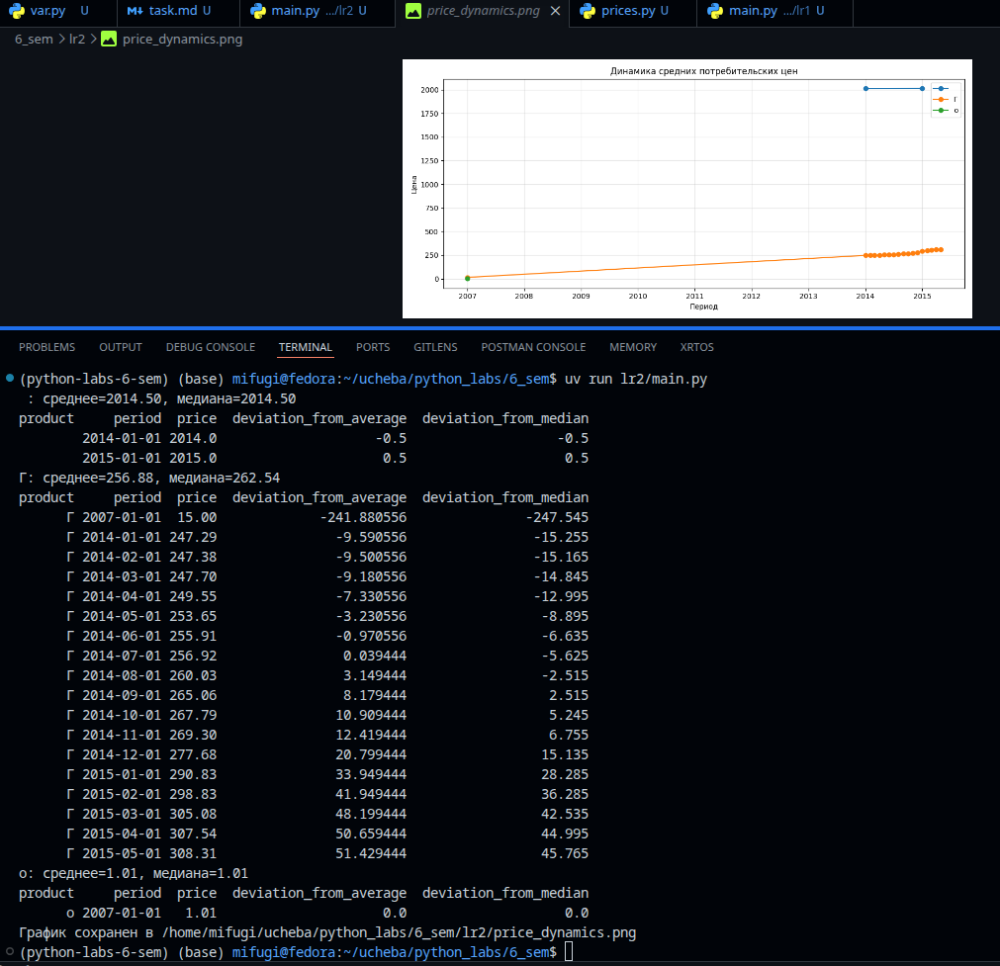 var.py U task.md U main.py .../lr2 U price_dynamics.png prices.py U main.py .../lr1 U
6_sem > lr2 > price_dynamics.png
Динамика средних потребительских цен
2000
1750
1500
1250
1000
750
500
250
0
Цена
Г
о
2007 2008 2009 2010 2011 2012 2013 2014 2015
Период
PROBLEMS OUTPUT DEBUG CONSOLE TERMINAL PORTS GITLENS POSTMAN CONSOLE MEMORY XRTOS
(python-labs-6-sem) (base) mifugi@fedora:~/ucheba/python_labs/6_sem$ uv run lr2/main.py
: среднее=2014.50, медиана=2014.50
product period price deviation_from_average deviation_from_median
2014-01-01 2014.0 -0.5 -0.5
2015-01-01 2015.0 0.5 0.5
Г: среднее=256.88, медиана=262.54
product period price deviation_from_average deviation_from_median
Г 2007-01-01 15.00 -241.880556 -247.545
Г 2014-01-01 247.29 -9.590556 -15.255
Г 2014-02-01 247.38 -9.500556 -15.165
Г 2014-03-01 247.70 -9.180556 -14.845
Г 2014-04-01 249.55 -7.330556 -12.995
Г 2014-05-01 253.65 -3.230556 -8.895
Г 2014-06-01 255.91 -0.970556 -6.635
Г 2014-07-01 256.92 0.039444 -5.625
Г 2014-08-01 260.03 3.149444 -2.515
Г 2014-09-01 265.06 8.179444 2.515
Г 2014-10-01 267.79 10.909444 5.245
Г 2014-11-01 269.30 12.419444 6.755
Г 2014-12-01 277.68 20.799444 15.135
Г 2015-01-01 290.83 33.949444 28.285
Г 2015-02-01 298.83 41.949444 36.285
Г 2015-03-01 305.08 48.199444 42.535
Г 2015-04-01 307.54 50.659444 44.995
Г 2015-05-01 308.31 51.429444 45.765
о: среднее=1.01, медиана=1.01
product period price deviation_from_average deviation_from_median
о 2007-01-01 1.01 0.0 0.0
График сохранен в /home/mifugi/ucheba/python_labs/6_sem/lr2/price_dynamics.png
(python-labs-6-sem) (base) mifugi@fedora:~/ucheba/python_labs/6_sem$